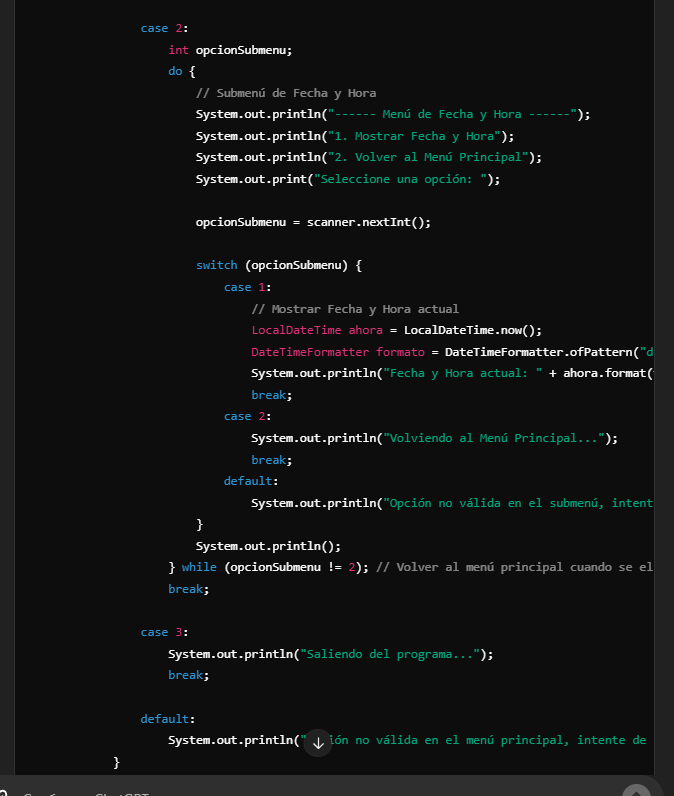 case 2:
int opcionSubmenu;
do {
// Submenú de Fecha y Hora
System.out.println("------ Menú de Fecha y Hora ------");
System.out.println("1. Mostrar Fecha y Hora");
System.out.println("2. Volver al Menú Principal");
System.out.print("Seleccione una opción: ");
opcionSubmenu = scanner.nextInt();
switch (opcionSubmenu) {
case 1:
// Mostrar Fecha y Hora actual
LocalDateTime ahora = LocalDateTime.now();
DateTimeFormatter formato = DateTimeFormatter.ofPattern("d
System.out.println("Fecha y Hora actual: " + ahora.format(
break;
case 2:
System.out.println("Volviendo al Menú Principal...");
break;
default:
System.out.println("Opción no válida en el submenú, intent
}
System.out.println();
} while (opcionSubmenu != 2); // Volver al menú principal cuando se el
break;
case 3:
System.out.println("Saliendo del programa...");
break;
default:
System.out.println(" ión no válida en el menú principal, intente de
}